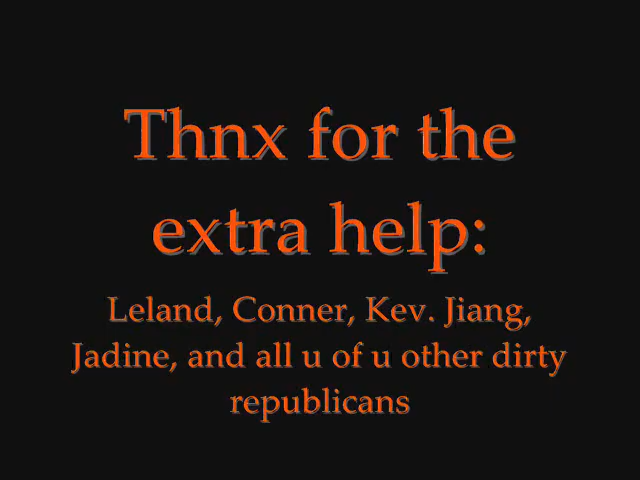 Thnx for the
extra help:
Leland, Conner, Kev. Jiang,
Jadine, and all u of u other dirty
republicans